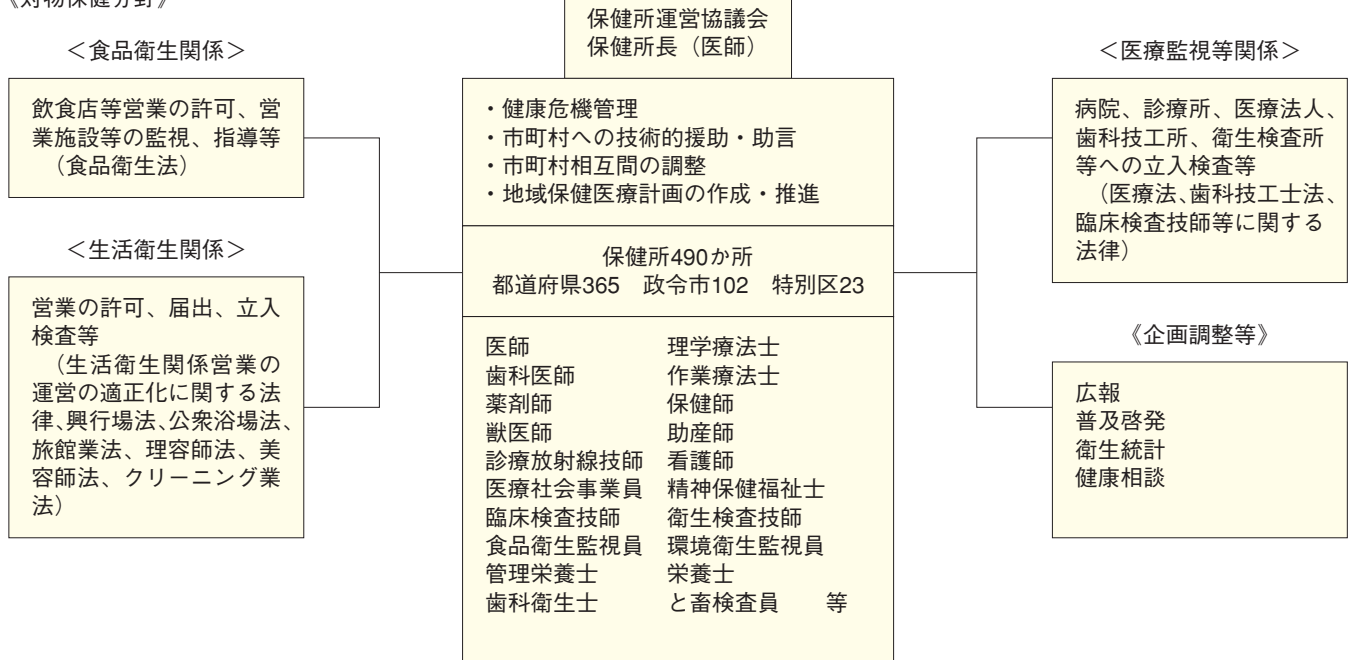 《対物保健分野》
＜食品衛生関係＞
飲食店等営業の許可、営
業施設等の監視、指導等
（食品衛生法）
＜生活衛生関係＞
営業の許可、届出、立入
検査等
（生活衛生関係営業の
運営の適正化に関する法
律、興行場法、公衆浴場法、
旅館業法、理容師法、美
容師法、クリーニング業
法）
保健所運営協議会
保健所長（医師）
・健康危機管理
・市町村への技術的援助・助言
・市町村相互間の調整
・地域保健医療計画の作成・推進
保健所490か所
都道府県365　政令市102　特別区23
医師　理学療法士
歯科医師　作業療法士
薬剤師　保健師
獣医師　助産師
診療放射線技師　看護師
医療社会事業員　精神保健福祉士
臨床検査技師　衛生検査技師
食品衛生監視員　環境衛生監視員
管理栄養士　栄養士
歯科衛生士　と畜検査員　等
＜医療監視等関係＞
病院、診療所、医療法人、
歯科技工所、衛生検査所
等への立入検査等
（医療法、歯科技工士法、
臨床検査技師等に関する
法律）
《企画調整等》
広報
普及啓発
衛生統計
健康相談